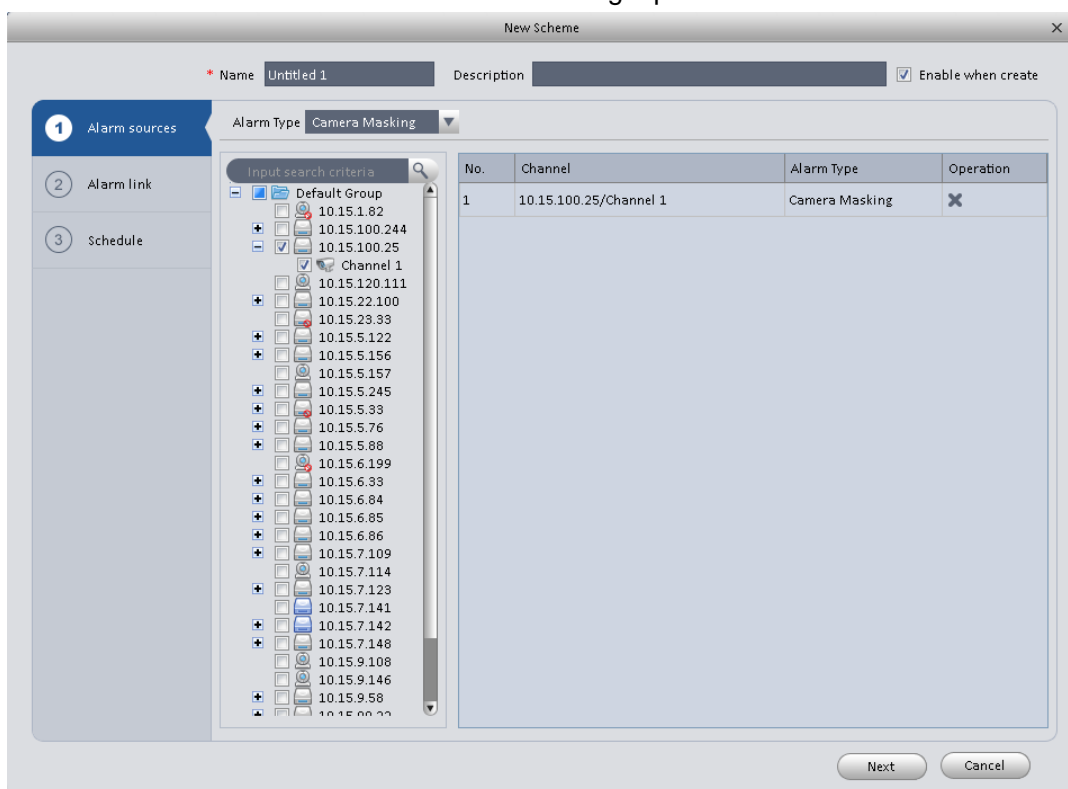 New Scheme
* Name Untitled 1 Description Enable when create
1 Alarm sources
2 Alarm link
3 Schedule
Alarm Type Camera Masking
Input search criteria
Default Group
10.15.1.82
10.15.100.244
10.15.100.25
Channel 1
10.15.120.111
10.15.22.100
10.15.23.33
10.15.5.122
10.15.5.156
10.15.5.157
10.15.5.245
10.15.5.33
10.15.5.76
10.15.5.88
10.15.6.199
10.15.6.33
10.15.6.84
10.15.6.85
10.15.6.86
10.15.7.109
10.15.7.114
10.15.7.123
10.15.7.141
10.15.7.142
10.15.7.148
10.15.9.108
10.15.9.146
10.15.9.58
No. Channel Alarm Type Operation
1 10.15.100.25/Channel 1 Camera Masking
Next Cancel